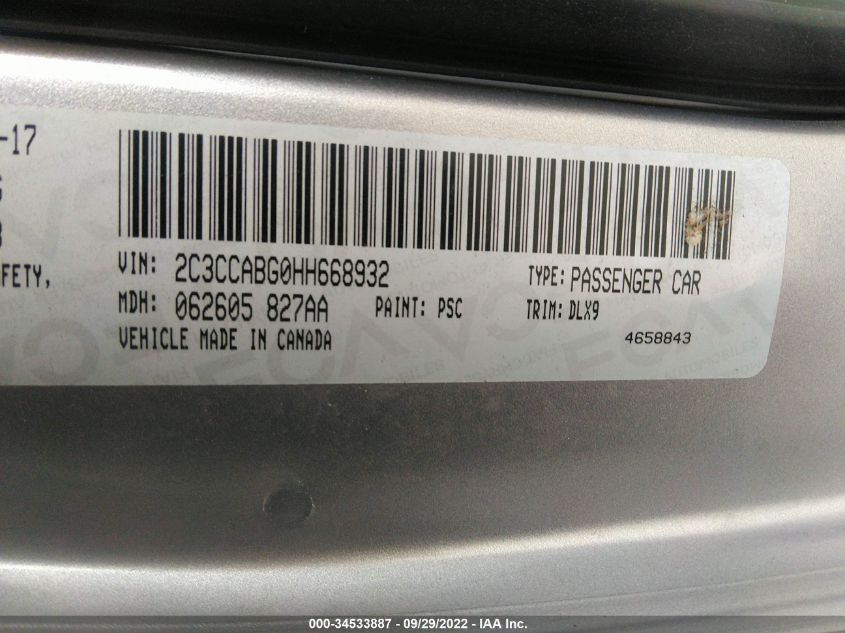 -17
FETY,
VIN: 2C3CCABG0HH668932 TYPE: PASSENGER CAR
MDH: 062605 827AA PAINT: PSC TRIM: DLX9
VEHICLE MADE IN CANADA 4658843
000-34533887 - 09/29/2022 - IAA Inc.